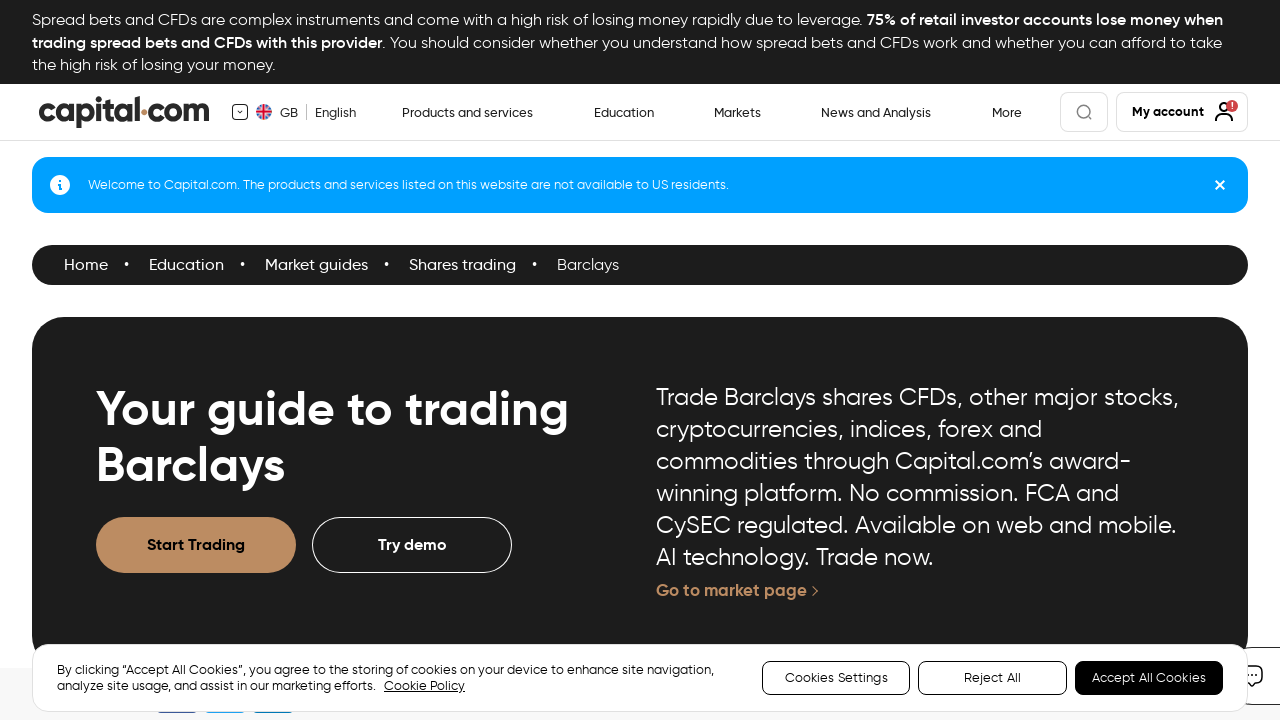 Spread bets and CFDs are complex instruments and come with a high risk of losing money rapidly due to leverage. 75% of retail investor accounts lose money when
trading spread bets and CFDs with this provider. You should consider whether you understand how spread bets and CFDs work and whether you can afford to take
the high risk of losing your money.
capital.com
GB English
Products and services
Education
Markets
News and Analysis
More
My account
!
Welcome to Capital.com. The products and services listed on this website are not available to US residents.
Home • Education • Market guides • Shares trading • Barclays
Your guide to trading
Barclays
Start Trading
Try demo
Trade Barclays shares CFDs, other major stocks,
cryptocurrencies, indices, forex and
commodities through Capital.com’s award-
winning platform. No commission. FCA and
CySEC regulated. Available on web and mobile.
AI technology. Trade now.
Go to market page
By clicking “Accept All Cookies”, you agree to the storing of cookies on your device to enhance site navigation,
analyze site usage, and assist in our marketing efforts. Cookie Policy
Cookies Settings
Reject All
Accept All Cookies